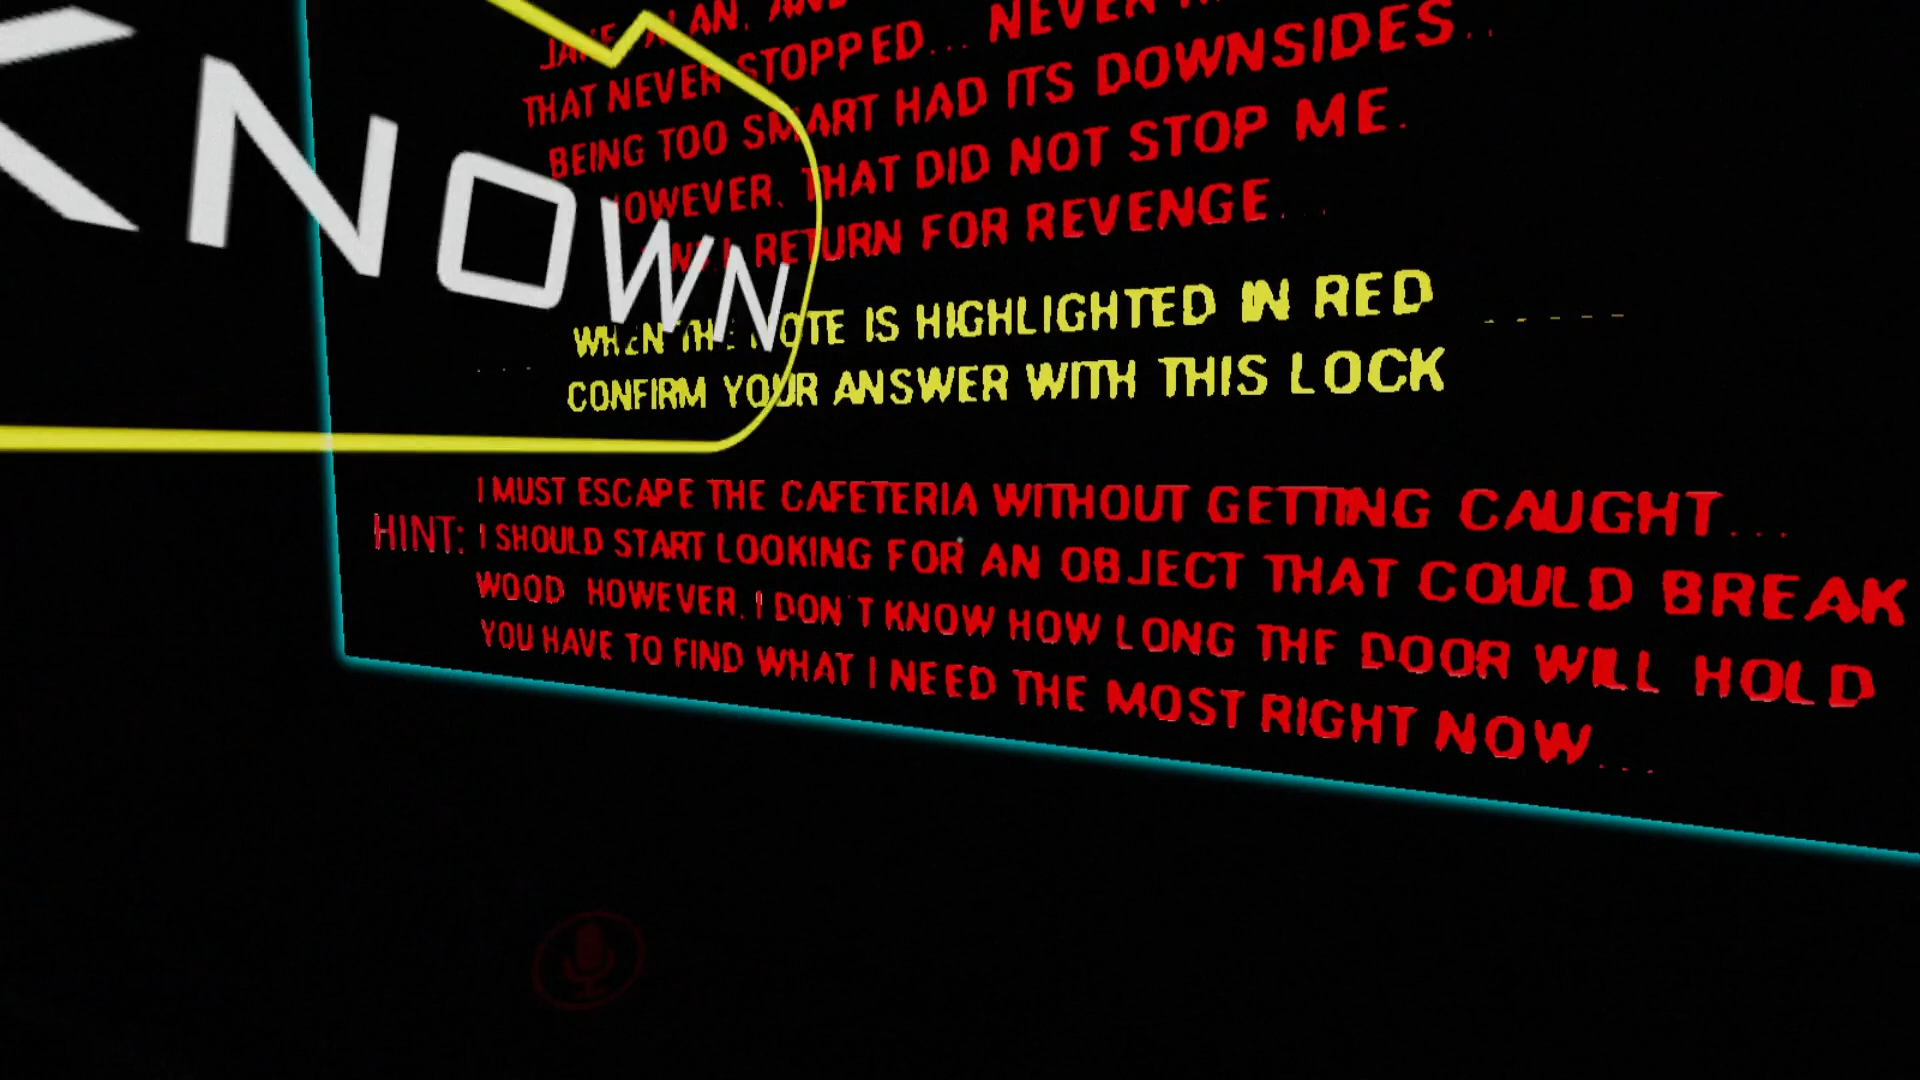 KNOWN
THAT NEVER STOPPED... NEVER
BEING TOO SMART HAD ITS DOWNSIDES..
HOWEVER, THAT DID NOT STOP ME.
RETURN FOR REVENGE...
WHEN THE NOTE IS HIGHLIGHTED IN RED
CONFIRM YOUR ANSWER WITH THIS LOCK
I MUST ESCAPE THE CAFETERIA WITHOUT GETTING CAUGHT...
HINT: I SHOULD START LOOKING FOR AN OBJECT THAT COULD BREAK
WOOD. HOWEVER, I DON'T KNOW HOW LONG THE DOOR WILL HOLD
YOU HAVE TO FIND WHAT I NEED THE MOST RIGHT NOW...